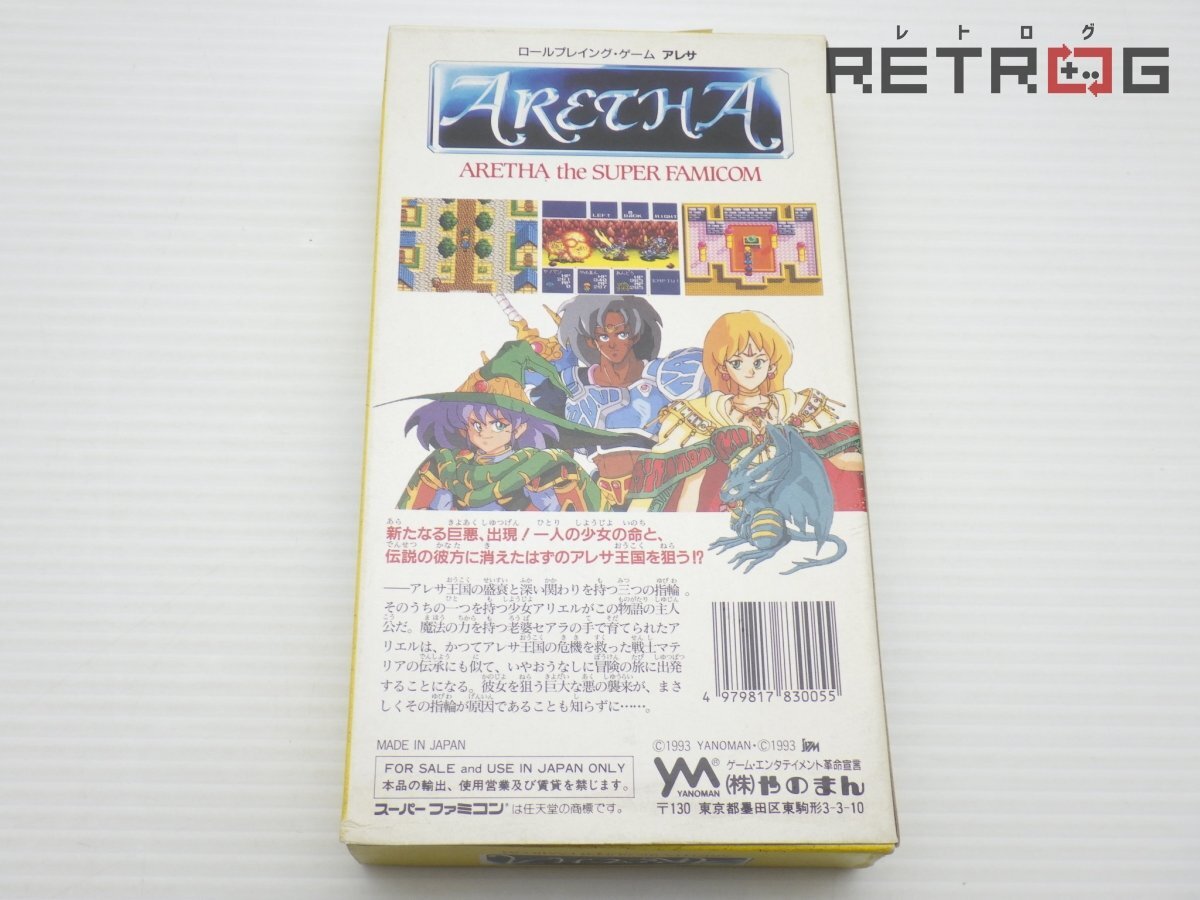 レトログ
RETROG
ロールプレイング・ゲーム アレサ
ARETHA
ARETHA the SUPER FAMICOM
LEFT BACK RIGHT
新たなる巨悪、出現！一人の少女の命と、
伝説の彼方に消えたはずのアレサ王国を狙う!?
――アレサ王国の盛衰と深い関わりを持つ三つの指輪。
そのうちの一つを持つ少女アリエルがこの物語の主人
公だ。魔法の力を持つ老婆セアラの手で育てられたア
リエルは、かつてアレサ王国の危機を救った戦士マテ
リアの伝承にも似て、いやおうなしに冒険の旅に出発
することになる。彼女を狙う巨大な悪の襲来が、まさ
しくその指輪が原因であることも知らずに……。
4 979817 830055
MADE IN JAPAN
©1993 YANOMAN・©1993
FOR SALE and USE IN JAPAN ONLY
本品の輸出、使用営業及び賃貸を禁じます。
スーパーファミコン®は任天堂の商標です。
YM®
YANOMAN
ゲーム・エンタテイメント革命宣言
(株)やのまん
〒130 東京都墨田区東駒形3-3-10